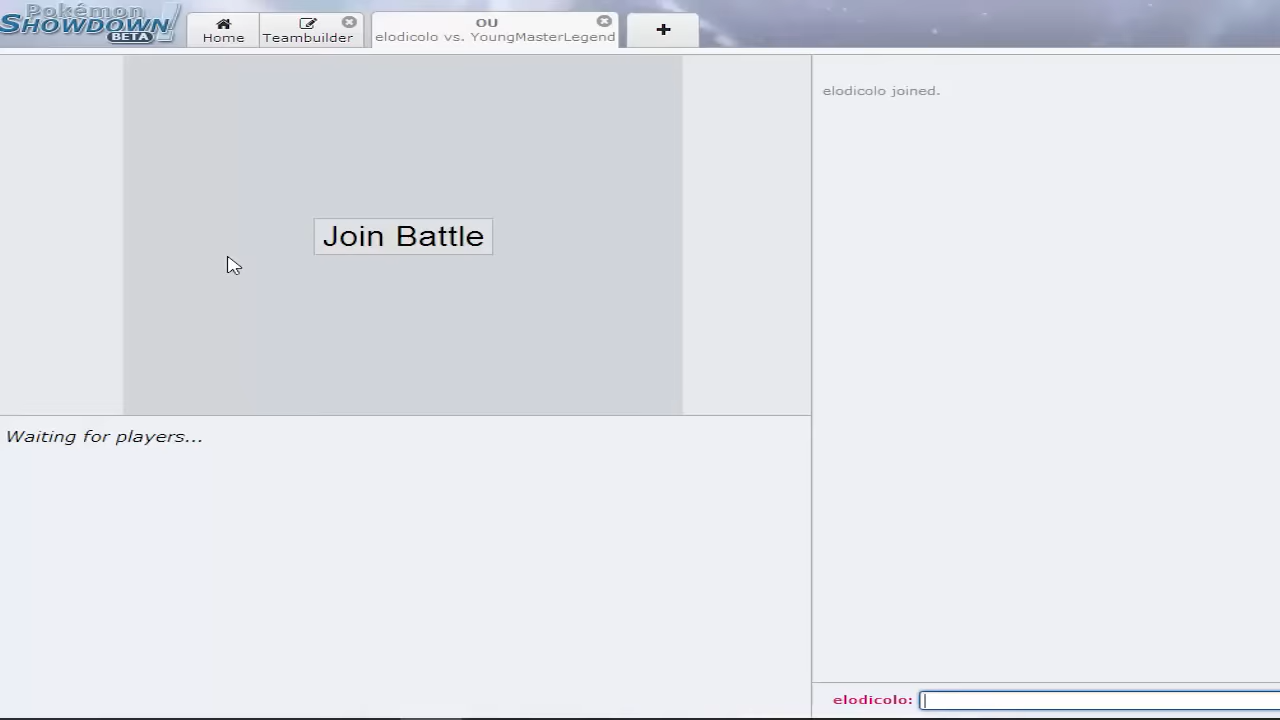 Pokémon
SHOWDOWN!
BETA
Home
Teambuilder
OU
elodicolo vs. YoungMasterLegend
+
elodicolo joined.
Join Battle
Waiting for players...
elodicolo: